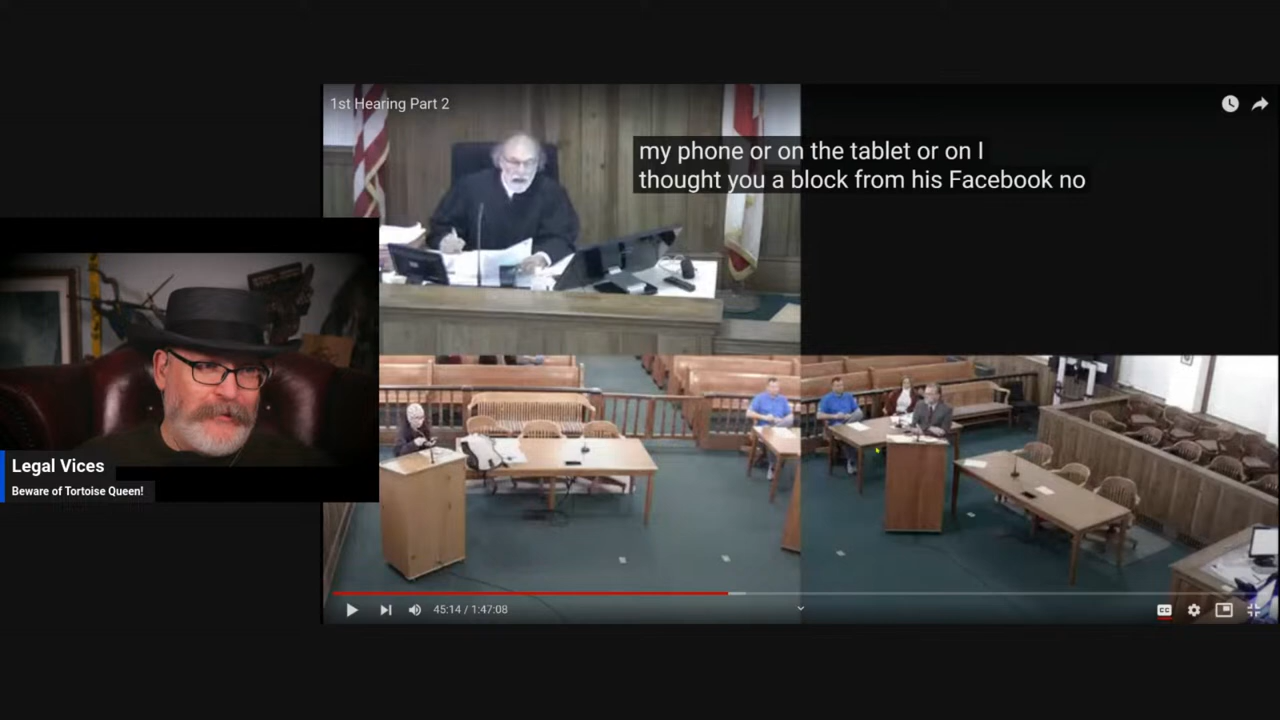 1st Hearing Part 2
my phone or on the tablet or on I
thought you a block from his Facebook no
Legal Vices
Beware of Tortoise Queen!
45:14 / 1:47:08
CC